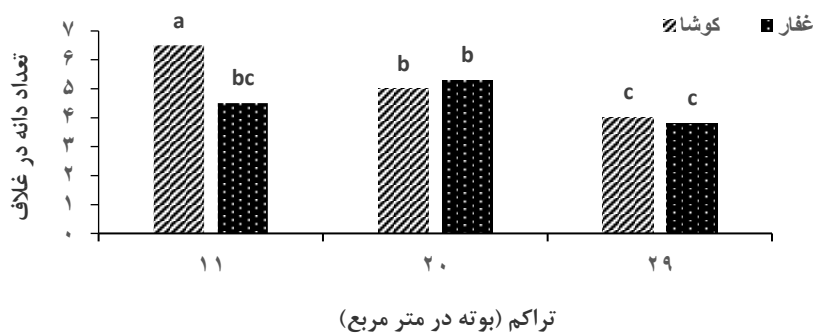 کوشا غفار
a
bc
b
b
c
c
تعداد دانه در غلاف
۷
۶
۵
۴
۳
۲
۱
۰
۱۱ ۲۰ ۲۹
تراکم (بوته در متر مربع)